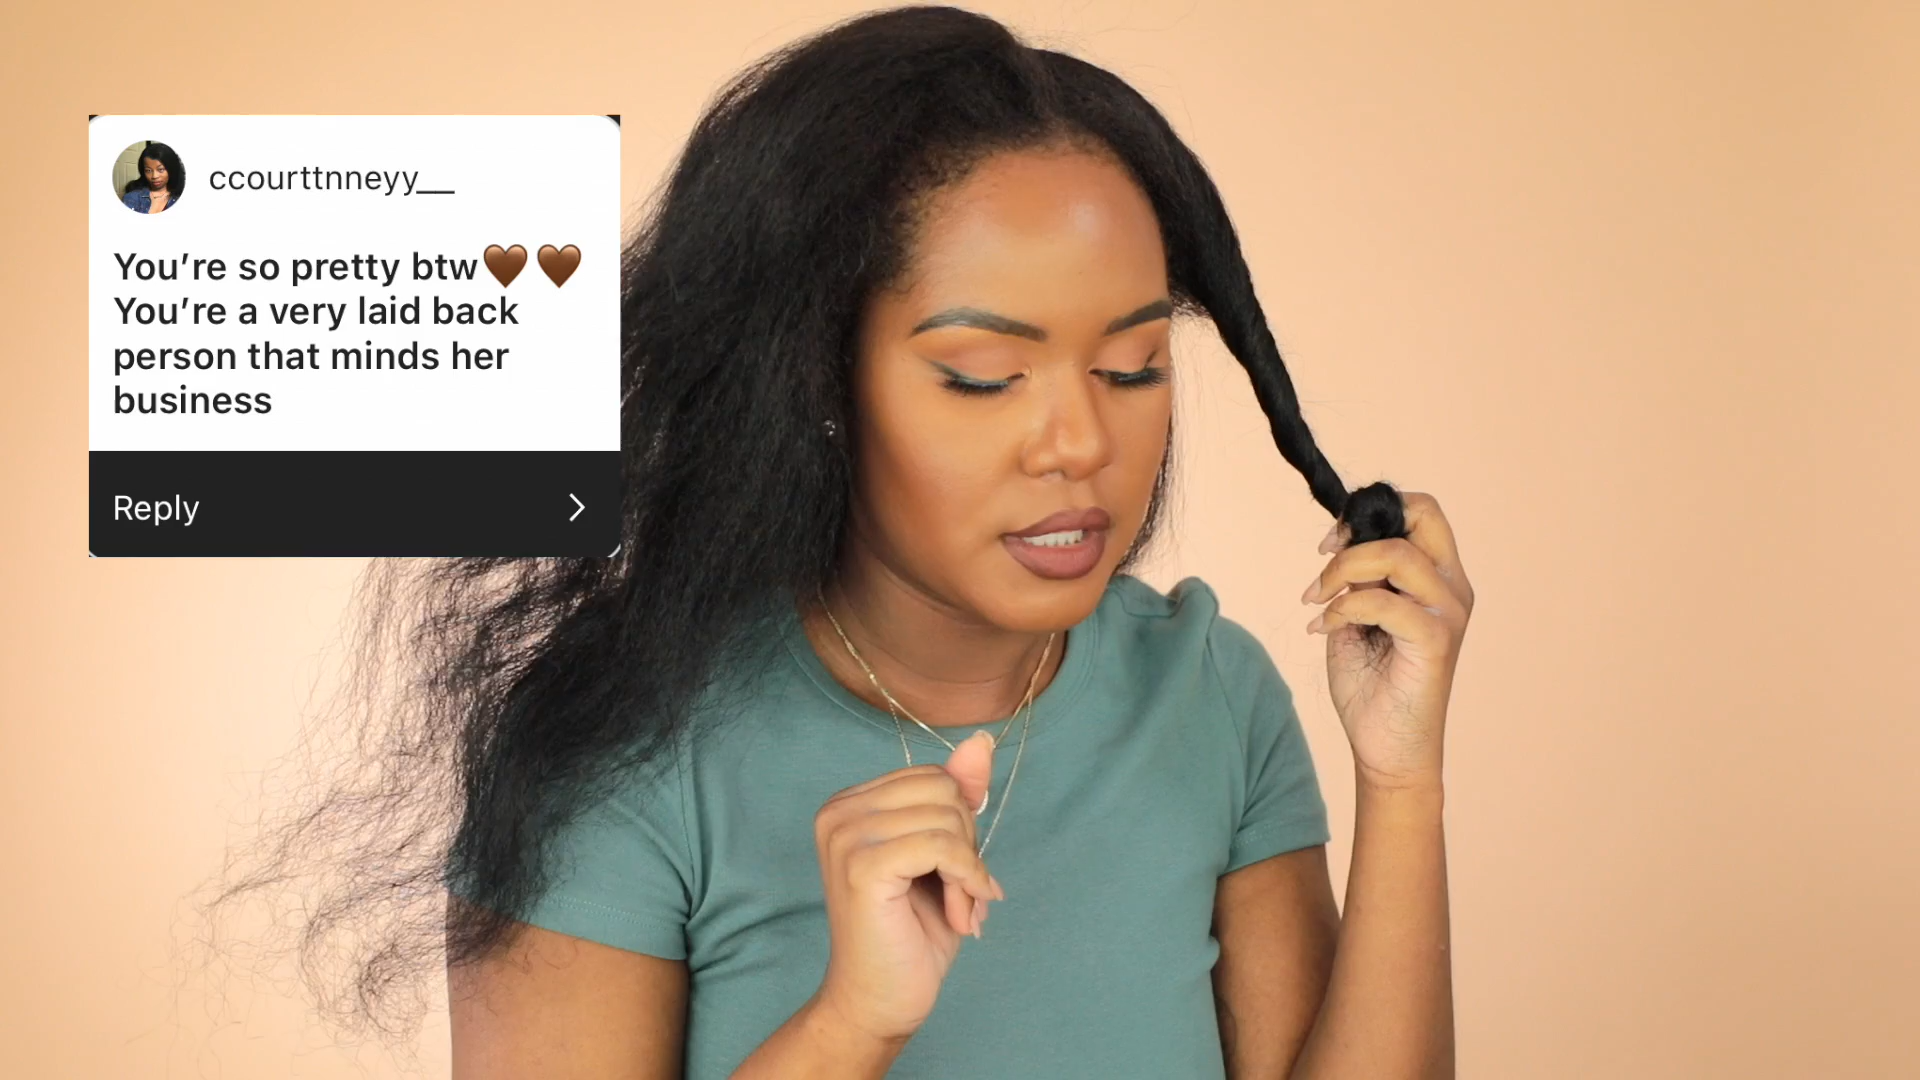 ccourttnneyy__
You’re so pretty btw🤎🤎
You’re a very laid back
person that minds her
business
Reply